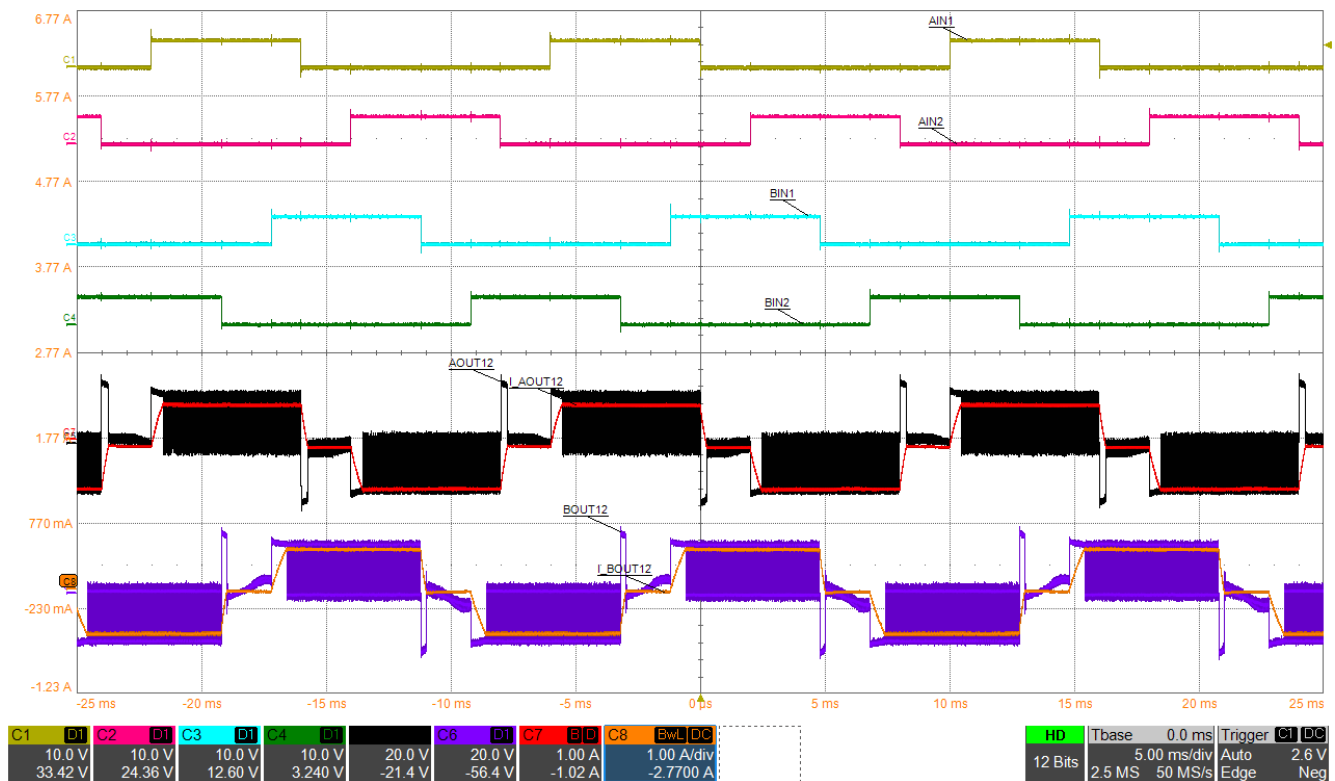 6.77 A
AIN1
C1
5.77 A
AIN2
C2
4.77 A
BIN1
C3
3.77 A
BIN2
C4
2.77 A
AOUT12
I_AOUT12
C7
1.77 A
770 mA
BOUT12
I_BOUT12
C8
-230 mA
-1.23 A
-25 ms -20 ms -15 ms -10 ms -5 ms 0 ms 5 ms 10 ms 15 ms 20 ms 25 ms
C1 D1 C2 D1 C3 D1 C4 D1 C6 D1 C7 B D C8 BwL DC HD Tbase 0.0 ms Trigger C1 DC
10.0 V 10.0 V 10.0 V 10.0 V 20.0 V 20.0 V 1.00 A 1.00 A/div 12 Bits 5.00 ms/div Auto 2.6 V
33.42 V 24.36 V 12.60 V 3.240 V -21.4 V -56.4 V -1.02 A -2.7700 A 2.5 MS 50 MS/s Edge Neg